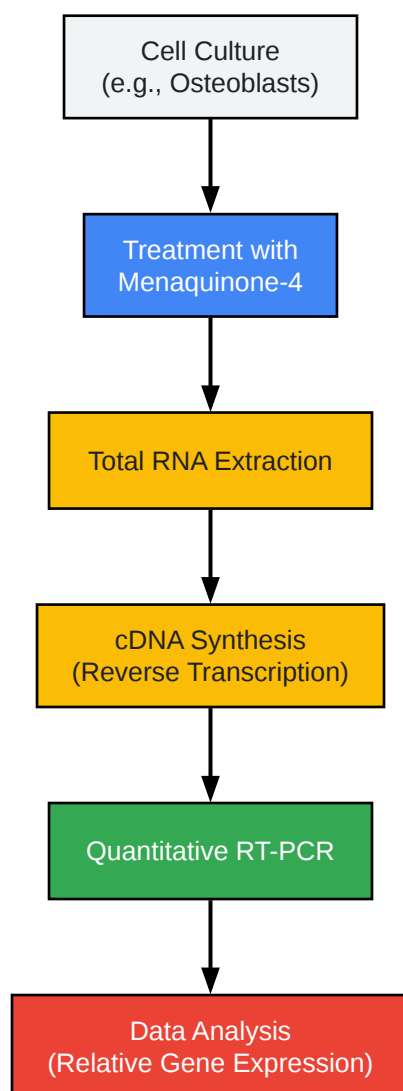 Cell Culture
(e.g., Osteoblasts)
Treatment with
Menaquinone-4
Total RNA Extraction
cDNA Synthesis
(Reverse Transcription)
Quantitative RT-PCR
Data Analysis
(Relative Gene Expression)